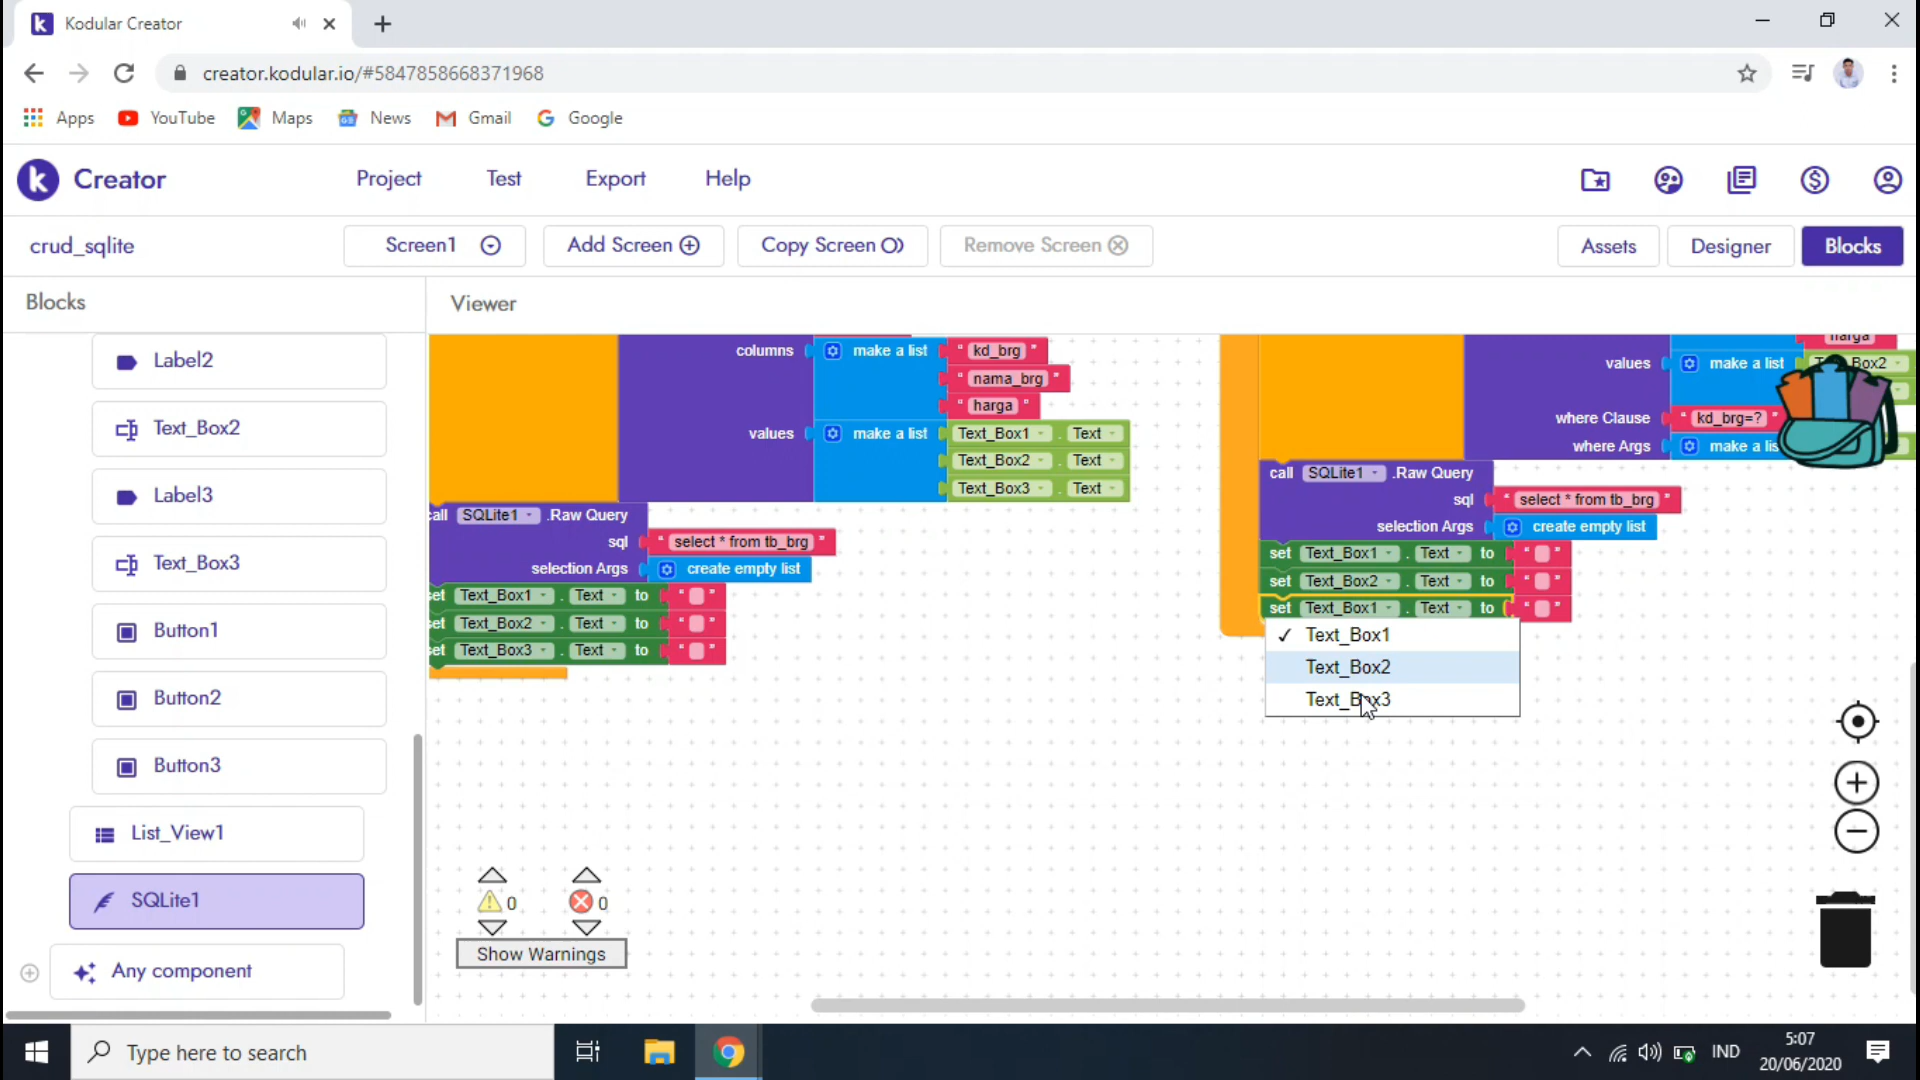 Kodular Creator
creator.kodular.io/#5847858668371968
Apps YouTube Maps News Gmail Google
Creator Project Test Export Help
crud_sqlite Screen1 Add Screen Copy Screen Remove Screen Assets Designer Blocks
Blocks Viewer
Label2
Text_Box2
Label3
Text_Box3
Button1
Button2
Button3
List_View1
SQLite1
Any component
columns make a list " kd_brg "
" nama_brg "
" harga "
values make a list Text_Box1 . Text
Text_Box2 . Text
Text_Box3 . Text
SQLite1 .Raw Query
sql " select * from tb_brg "
selection Args create empty list
Text_Box1 . Text to " "
Text_Box2 . Text to " "
Text_Box3 . Text to " "
harga
values make a list
where Clause " kd_brg=? "
where Args
call SQLite1 .Raw Query
sql " select * from tb_brg "
selection Args create empty list
set Text_Box1 . Text to " "
set Text_Box2 . Text to " "
set Text_Box1 . Text to " "
✓ Text_Box1
Text_Box2
Text_Box3
0 0
Show Warnings
Type here to search
IND
5:07
20/06/2020